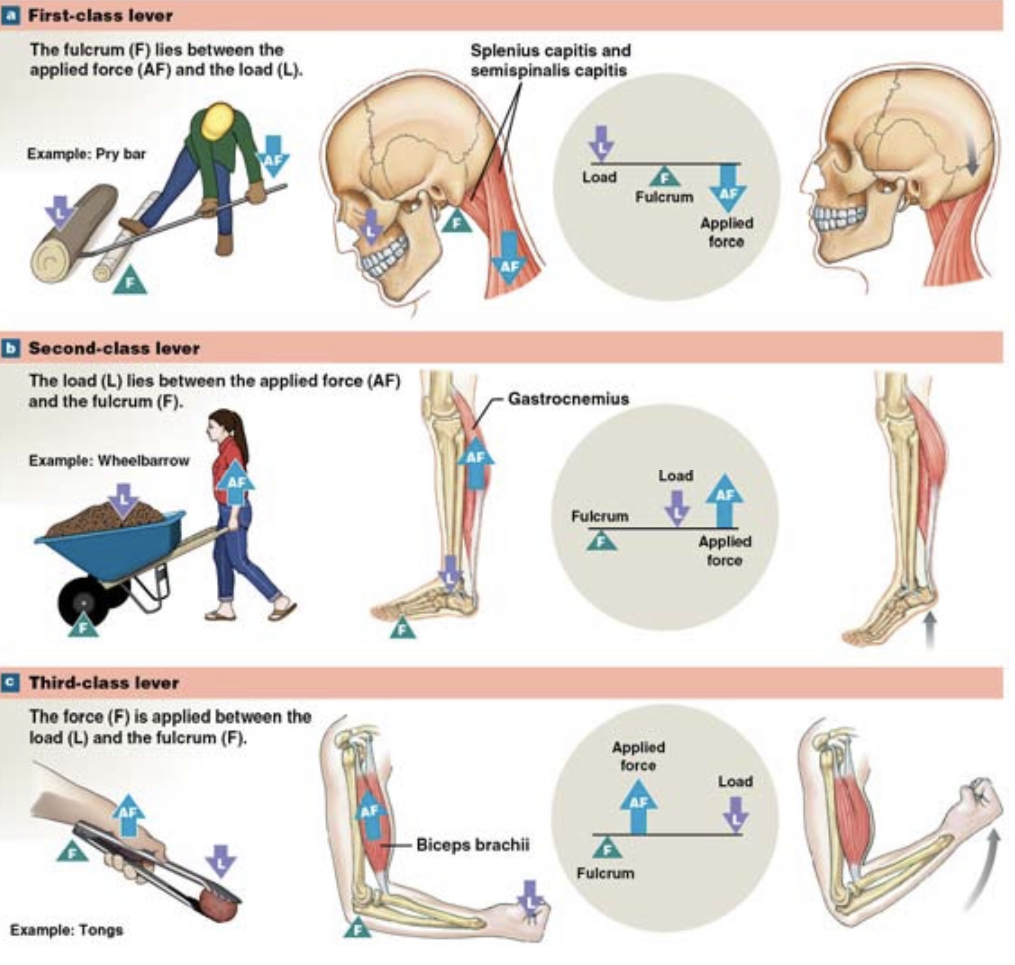 a First-class lever
The fulcrum (F) lies between the
applied force (AF) and the load (L).
Splenius capitis and
semispinalis capitis
Example: Pry bar
L
AF
F
L
F
AF
L
Load
F
Fulcrum
AF
Applied
force
b Second-class lever
The load (L) lies between the applied force (AF)
and the fulcrum (F).
Gastrocnemius
Example: Wheelbarrow
L
AF
F
AF
L
F
Load
L
AF
Fulcrum
F
Applied
force
c Third-class lever
The force (F) is applied between the
load (L) and the fulcrum (F).
AF
F
L
Example: Tongs
AF
Biceps brachii
L
F
Applied
force
AF
Load
L
F
Fulcrum